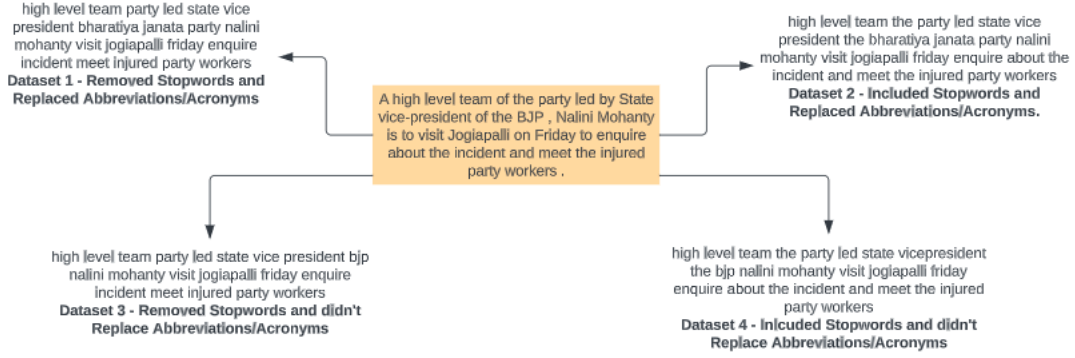 high level team party led state vice
president bharatiya janata party nalini
mohanty visit jogiapalli friday enquire
incident meet injured party workers
Dataset 1 - Removed Stopwords and
Replaced Abbreviations/Acronyms
high level team the party led state vice
president the bharatiya janata party nalini
mohanty visit jogiapalli friday enquire about the
incident and meet the injured party workers
Dataset 2 - Included Stopwords and
Replaced Abbreviations/Acronyms.
A high level team of the party led by State
vice-president of the BJP , Nalini Mohanty
is to visit Jogiapalli on Friday to enquire
about the incident and meet the injured
party workers .
high level team party led state vice president bjp
nalini mohanty visit jogiapalli friday enquire
incident meet injured party workers
Dataset 3 - Removed Stopwords and didn't
Replace Abbreviations/Acronyms
high level team the party led state vicepresident
the bjp nalini mohanty visit jogiapalli friday
enquire about the incident and meet the injured
party workers
Dataset 4 - Inlcuded Stopwords and didn't
Replace Abbreviations/Acronyms